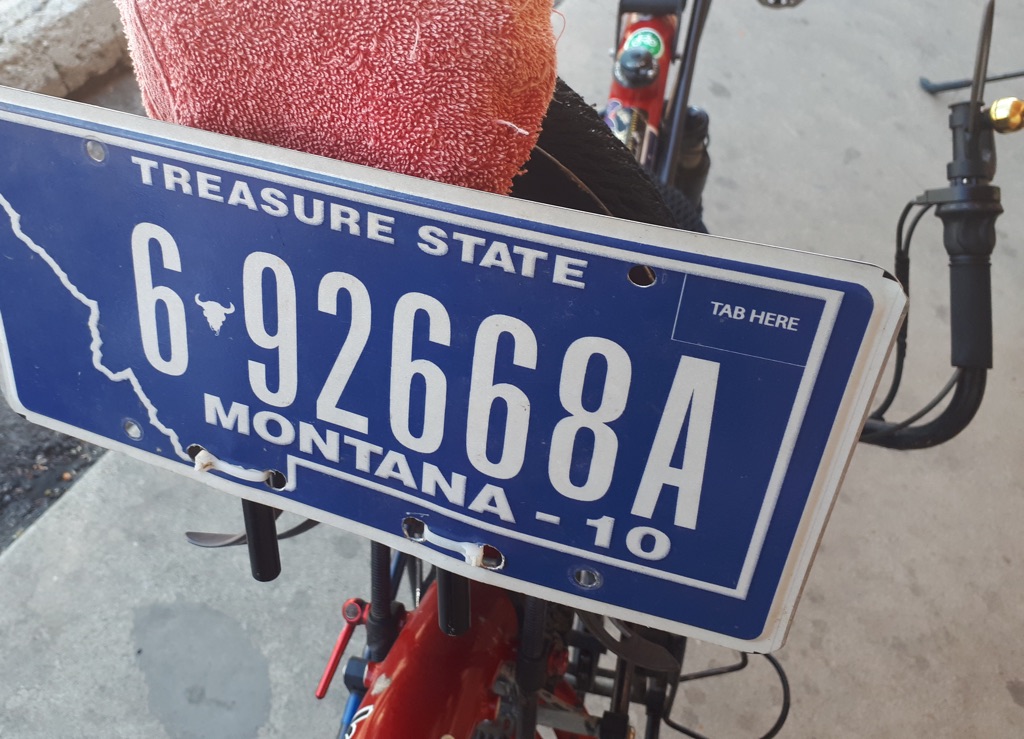 TREASURE STATE
TAB HERE
6 92668A
MONTANA - 10